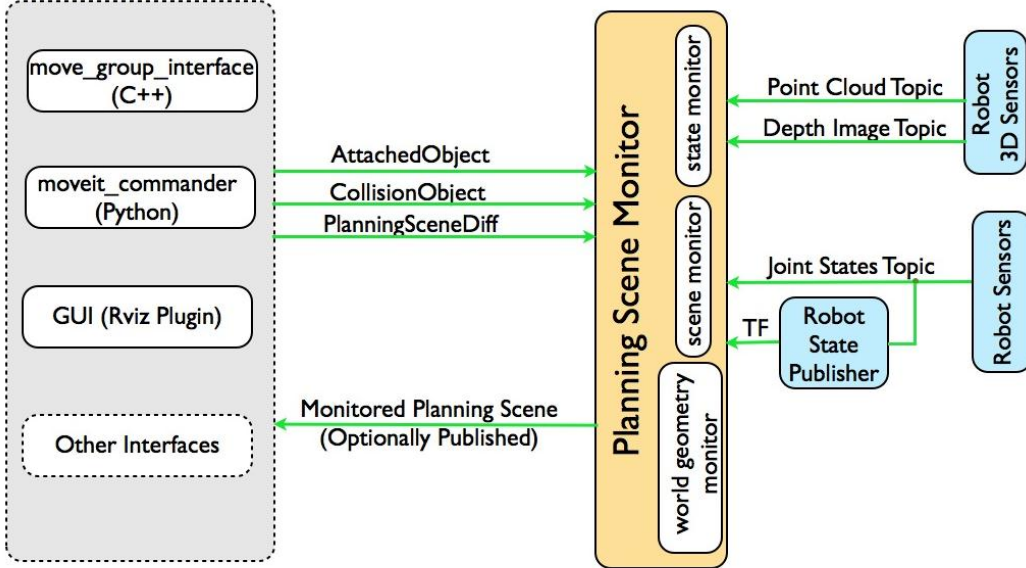 move_group_interface
(C++)
moveit_commander
(Python)
GUI (Rviz Plugin)
Other Interfaces
AttachedObject
CollisionObject
PlanningSceneDiff
Monitored Planning Scene
(Optionally Published)
Planning Scene Monitor
state monitor
scene monitor
world geometry
monitor
Point Cloud Topic
Depth Image Topic
Joint States Topic
TF
Robot
State
Publisher
Robot
3D Sensors
Robot Sensors